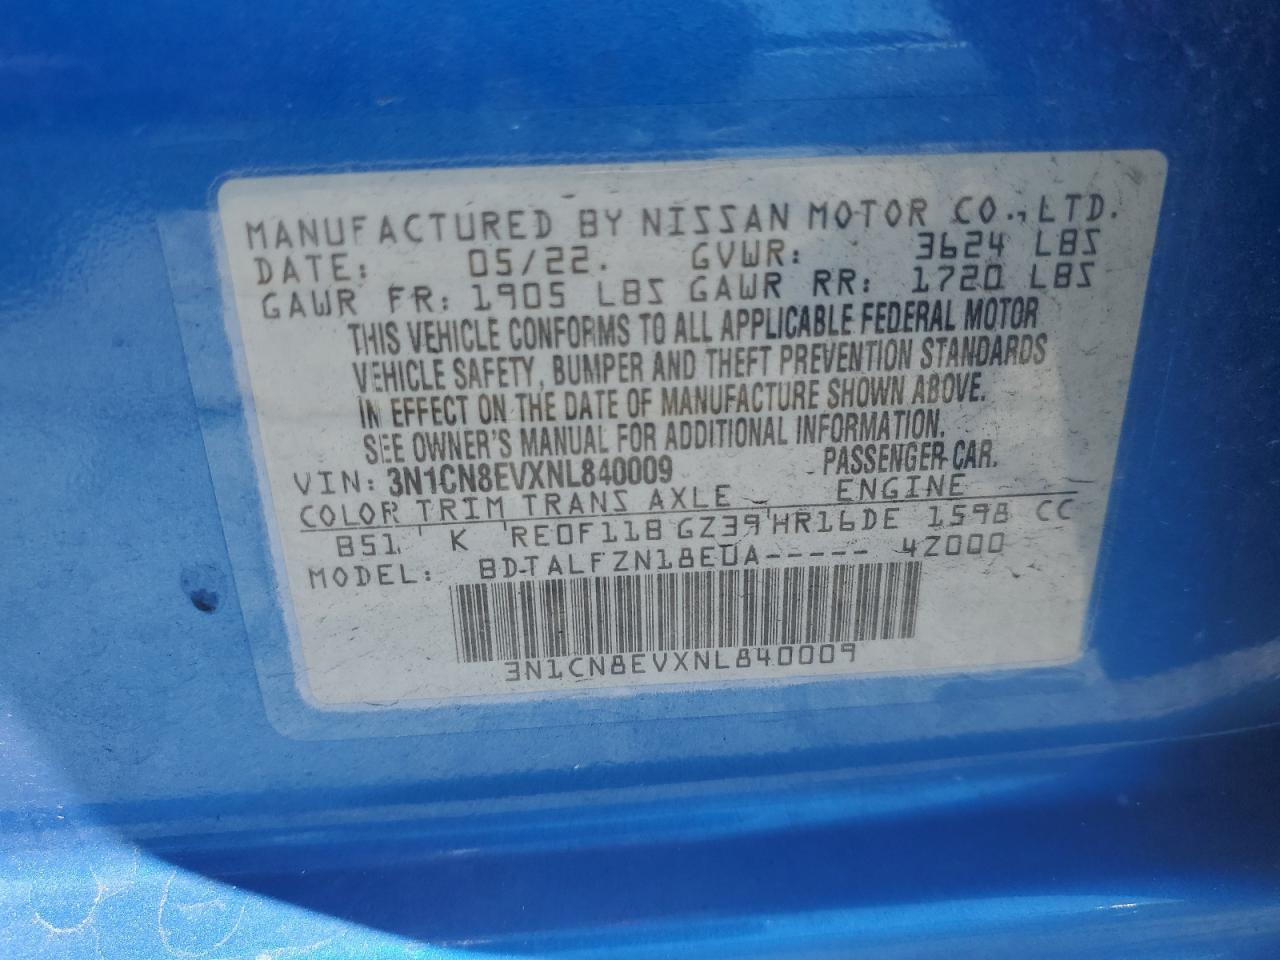 MANUFACTURED BY NISSAN MOTOR CO., LTD.
DATE: 05/22. GVWR: 3624 LBS
GAWR FR: 1905 LBS GAWR RR: 1720 LBS
THIS VEHICLE CONFORMS TO ALL APPLICABLE FEDERAL MOTOR
VEHICLE SAFETY, BUMPER AND THEFT PREVENTION STANDARDS
IN EFFECT ON THE DATE OF MANUFACTURE SHOWN ABOVE.
SEE OWNER'S MANUAL FOR ADDITIONAL INFORMATION.
VIN: 3N1CN8EVXNL840009 PASSENGER CAR.
COLOR TRIM TRANS AXLE ENGINE
B51 K RE0F11B GZ39 HR16DE 1598 CC
MODEL: BDTALFZN18EUA----- 4Z000
3N1CN8EVXNL840009